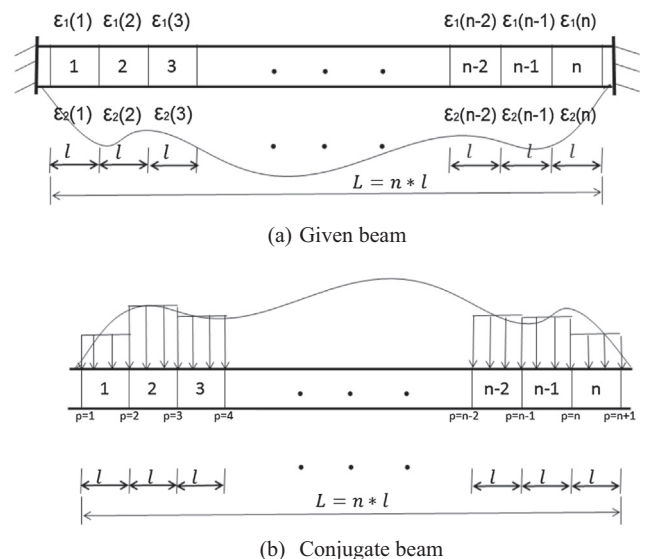 ε₁(1) ε₁(2) ε₁(3) ε₁(n-2) ε₁(n-1) ε₁(n)
1 2 3 . . . n-2 n-1 n
ε₂(1) ε₂(2) ε₂(3) . . . ε₂(n-2) ε₂(n-1) ε₂(n)
l l l l l l
L = n * l
(a) Given beam
1 2 3 . . . n-2 n-1 n
p=1 p=2 p=3 p=4 p=n-2 p=n-1 p=n p=n+1
. . .
l l l l l l
L = n * l
(b) Conjugate beam